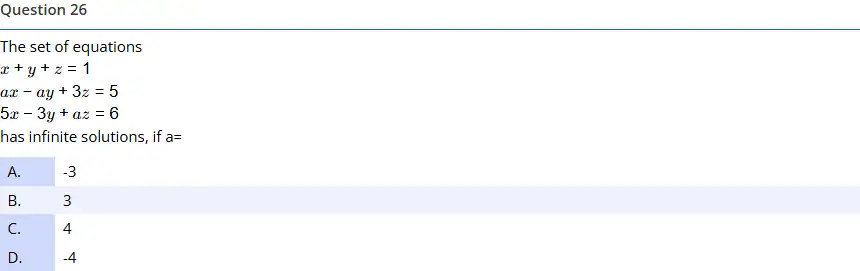 Question 26
The set of equations
x + y + z = 1
ax − ay + 3z = 5
5x − 3y + az = 6
has infinite solutions, if a=
A. -3
B. 3
C. 4
D. -4